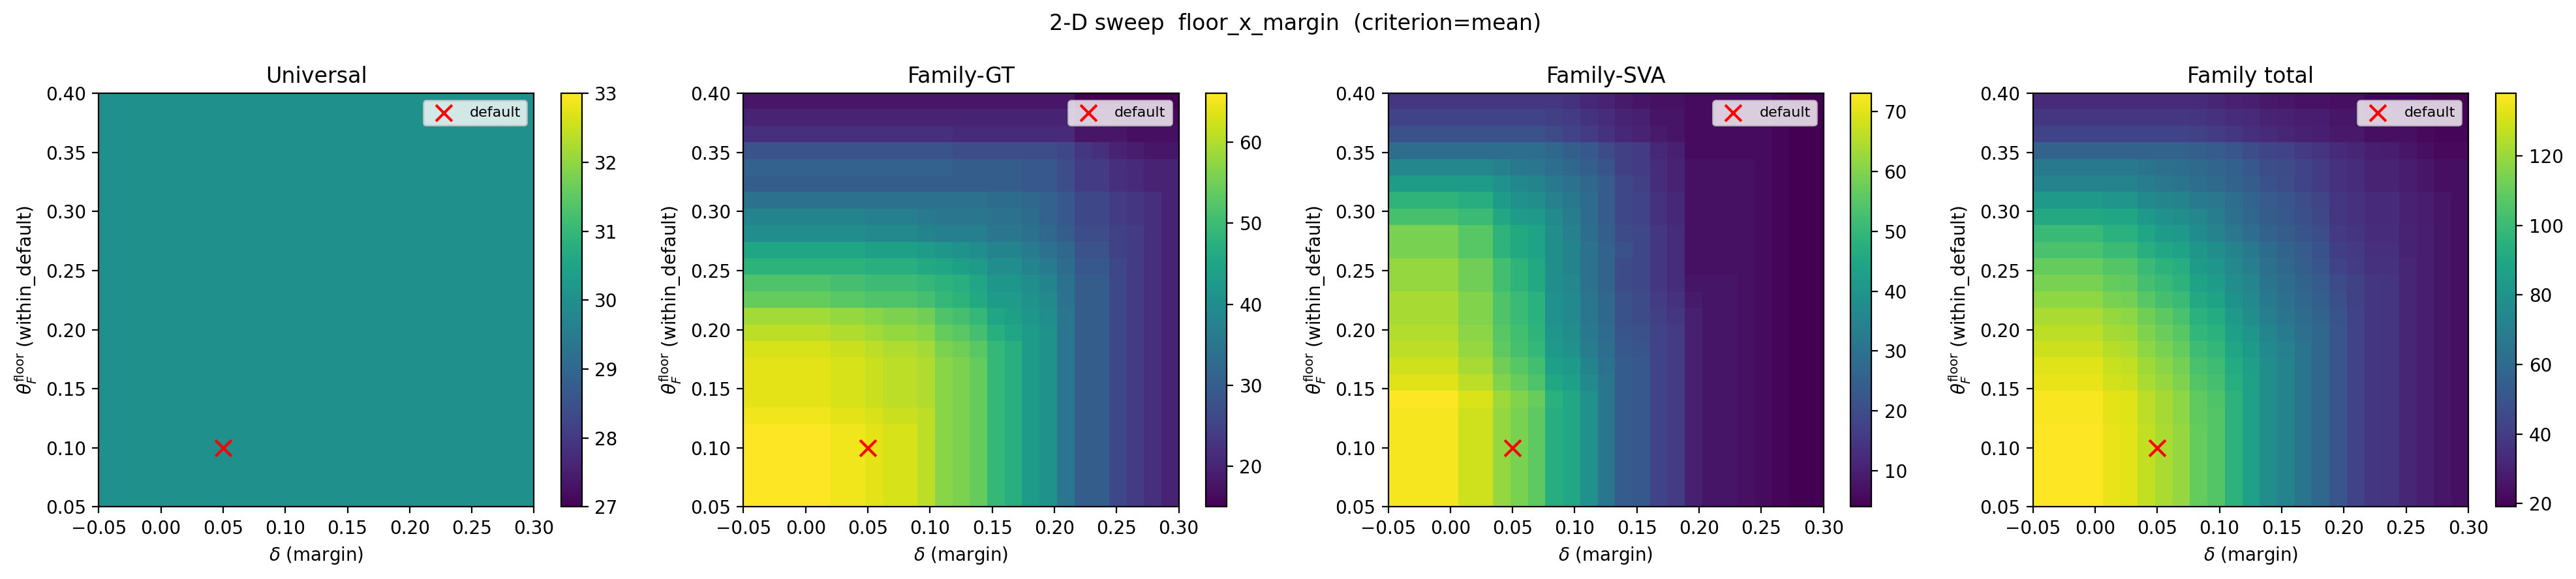 2-D sweep floor_x_margin (criterion=mean)
Universal
default
0.40
0.35
0.30
0.25
0.20
0.15
0.10
0.05
θ_F^floor (within_default)
−0.05 0.00 0.05 0.10 0.15 0.20 0.25 0.30
δ (margin)
33
32
31
30
29
28
27
Family-GT
default
0.40
0.35
0.30
0.25
0.20
0.15
0.10
0.05
θ_F^floor (within_default)
−0.05 0.00 0.05 0.10 0.15 0.20 0.25 0.30
δ (margin)
60
50
40
30
20
Family-SVA
default
0.40
0.35
0.30
0.25
0.20
0.15
0.10
0.05
θ_F^floor (within_default)
−0.05 0.00 0.05 0.10 0.15 0.20 0.25 0.30
δ (margin)
70
60
50
40
30
20
10
Family total
default
0.40
0.35
0.30
0.25
0.20
0.15
0.10
0.05
θ_F^floor (within_default)
−0.05 0.00 0.05 0.10 0.15 0.20 0.25 0.30
δ (margin)
120
100
80
60
40
20